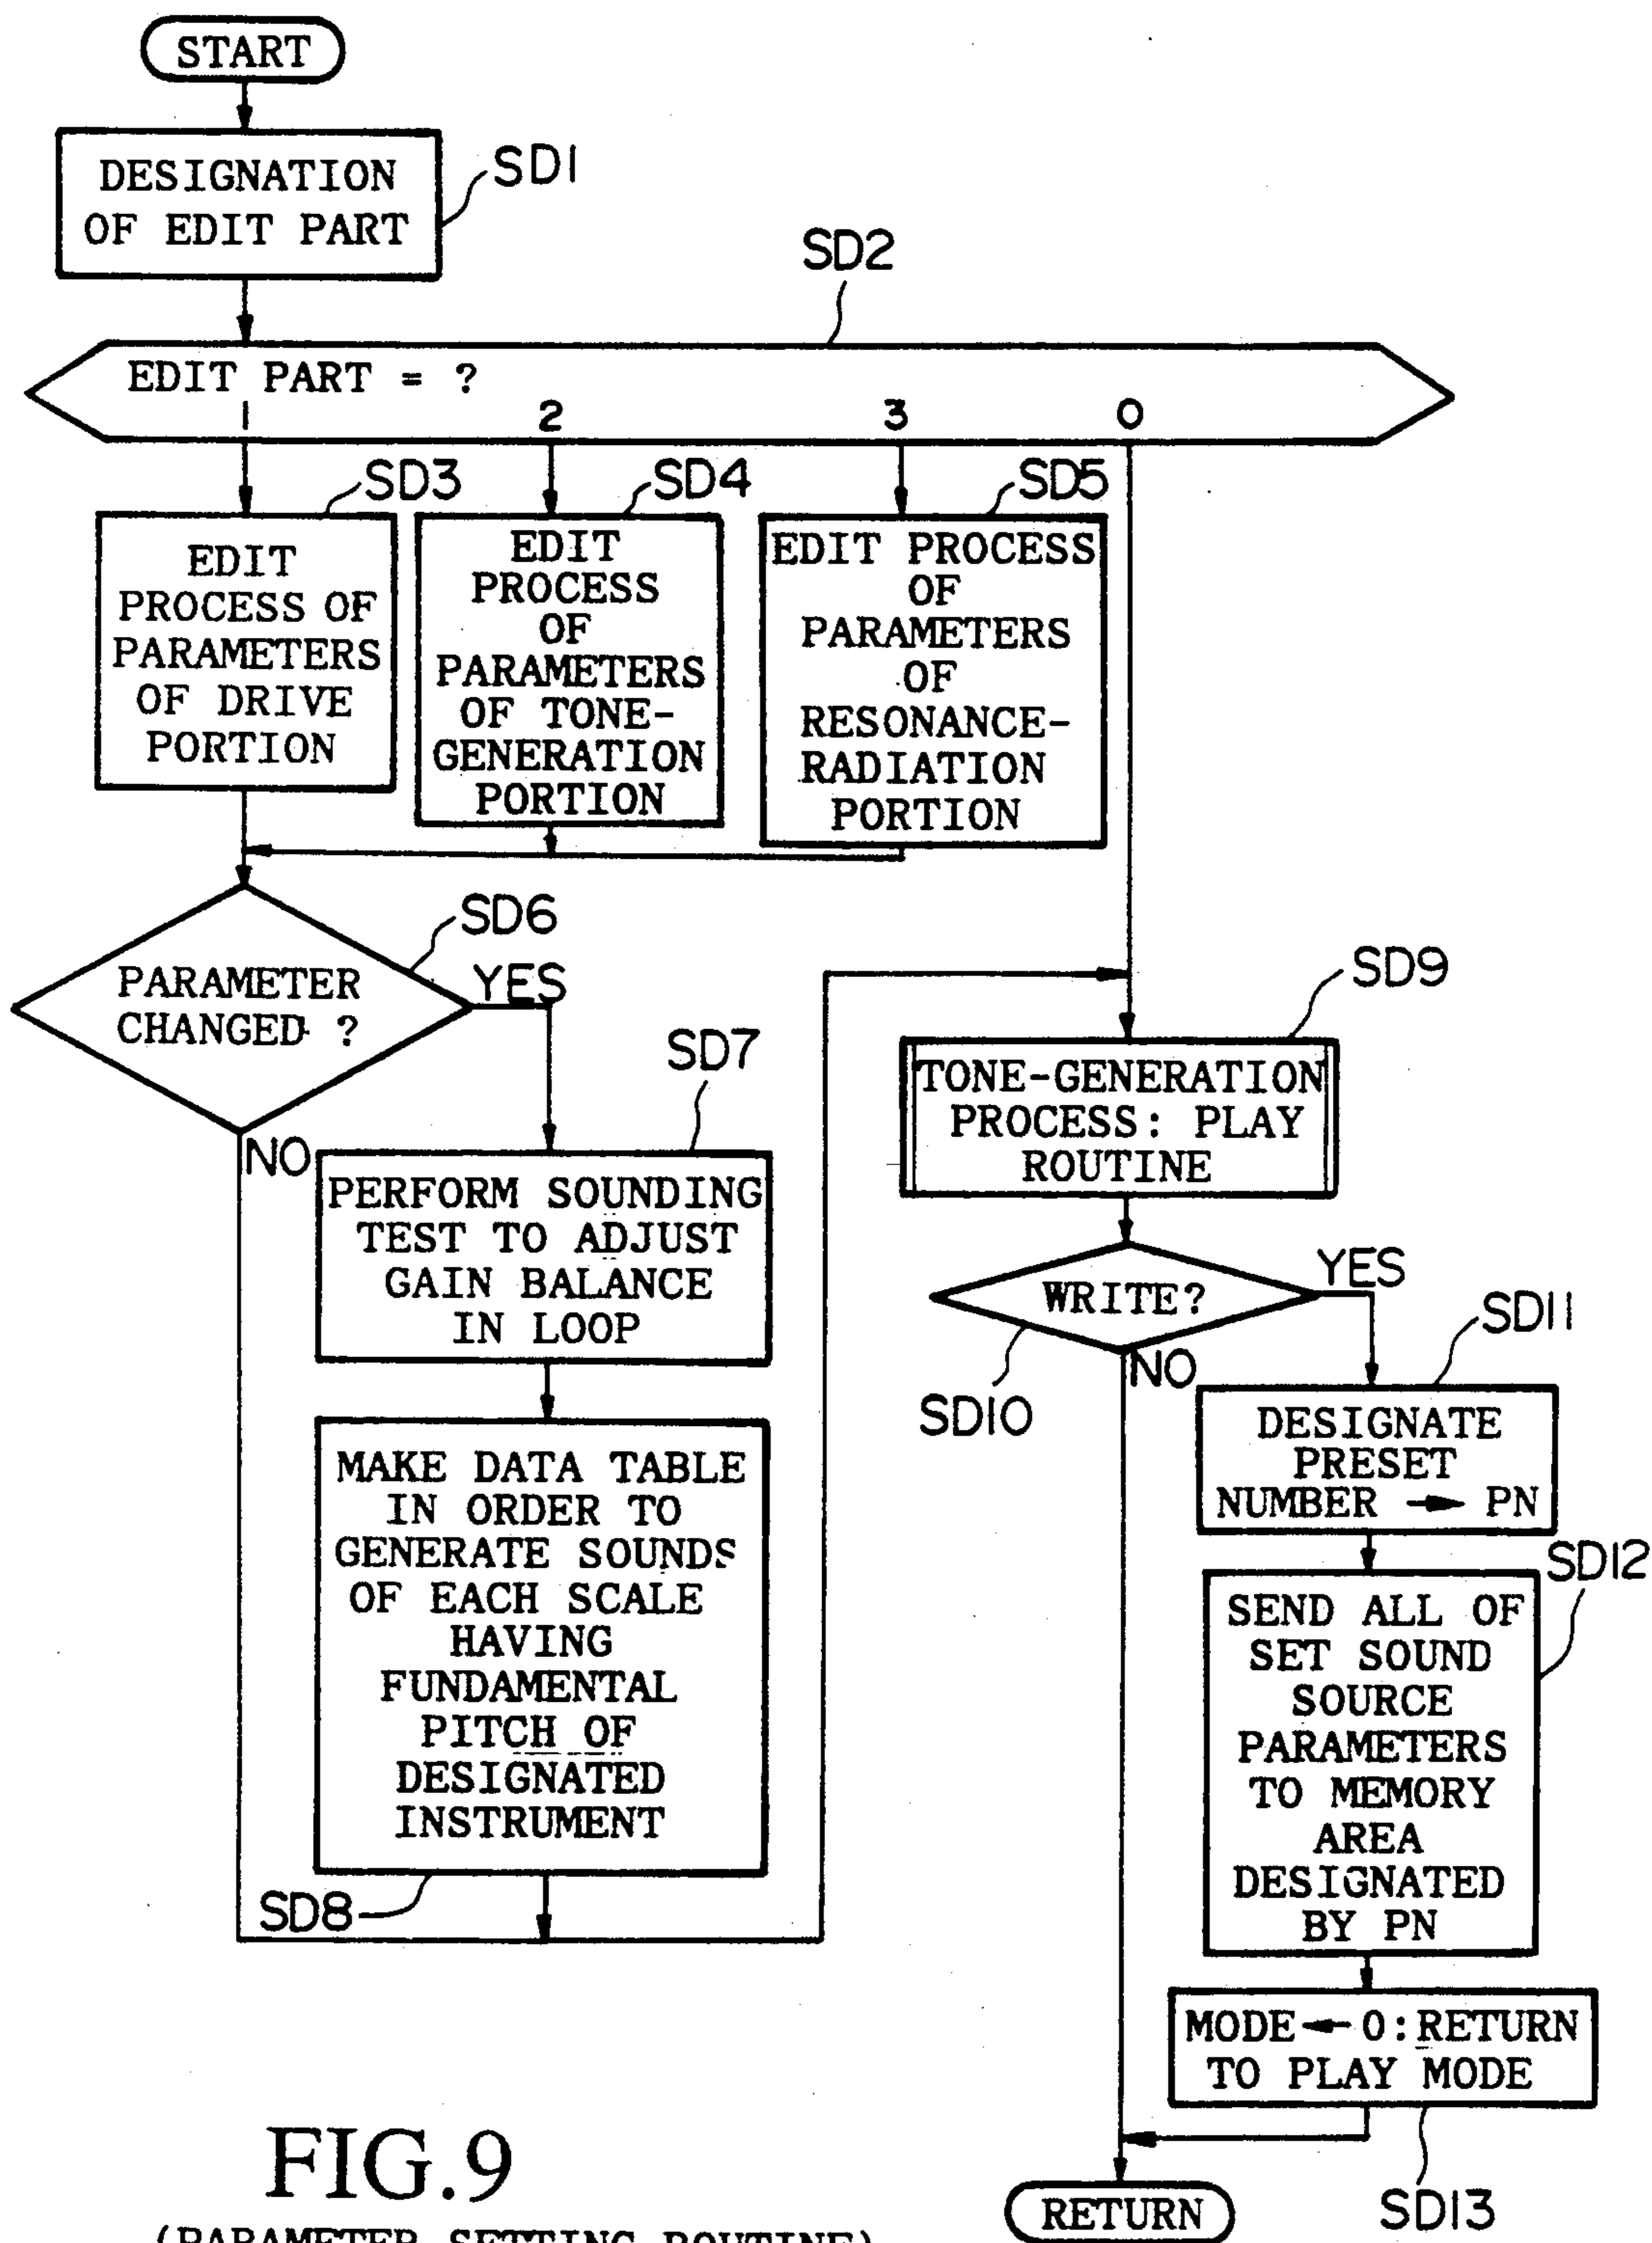 START
DESIGNATION
OF EDIT PART
SD1
SD2
EDIT PART = ?
1 2 3 0
SD3
EDIT
PROCESS OF
PARAMETERS
OF DRIVE
PORTION
SD4
EDIT
PROCESS
OF
PARAMETERS
OF TONE-
GENERATION
PORTION
SD5
EDIT PROCESS
OF
PARAMETERS
OF
RESONANCE-
RADIATION
PORTION
SD6
PARAMETER
CHANGED ?
YES
NO
SD7
PERFORM SOUNDING
TEST TO ADJUST
GAIN BALANCE
IN LOOP
MAKE DATA TABLE
IN ORDER TO
GENERATE SOUNDS
OF EACH SCALE
HAVING
FUNDAMENTAL
PITCH OF
DESIGNATED
INSTRUMENT
SD8
SD9
TONE-GENERATION
PROCESS: PLAY
ROUTINE
WRITE?
YES
NO
SD10
SD11
DESIGNATE
PRESET
NUMBER → PN
SD12
SEND ALL OF
SET SOUND
SOURCE
PARAMETERS
TO MEMORY
AREA
DESIGNATED
BY PN
MODE ← 0: RETURN
TO PLAY MODE
SD13
RETURN
FIG.9
(PARAMETER SETTING ROUTINE)